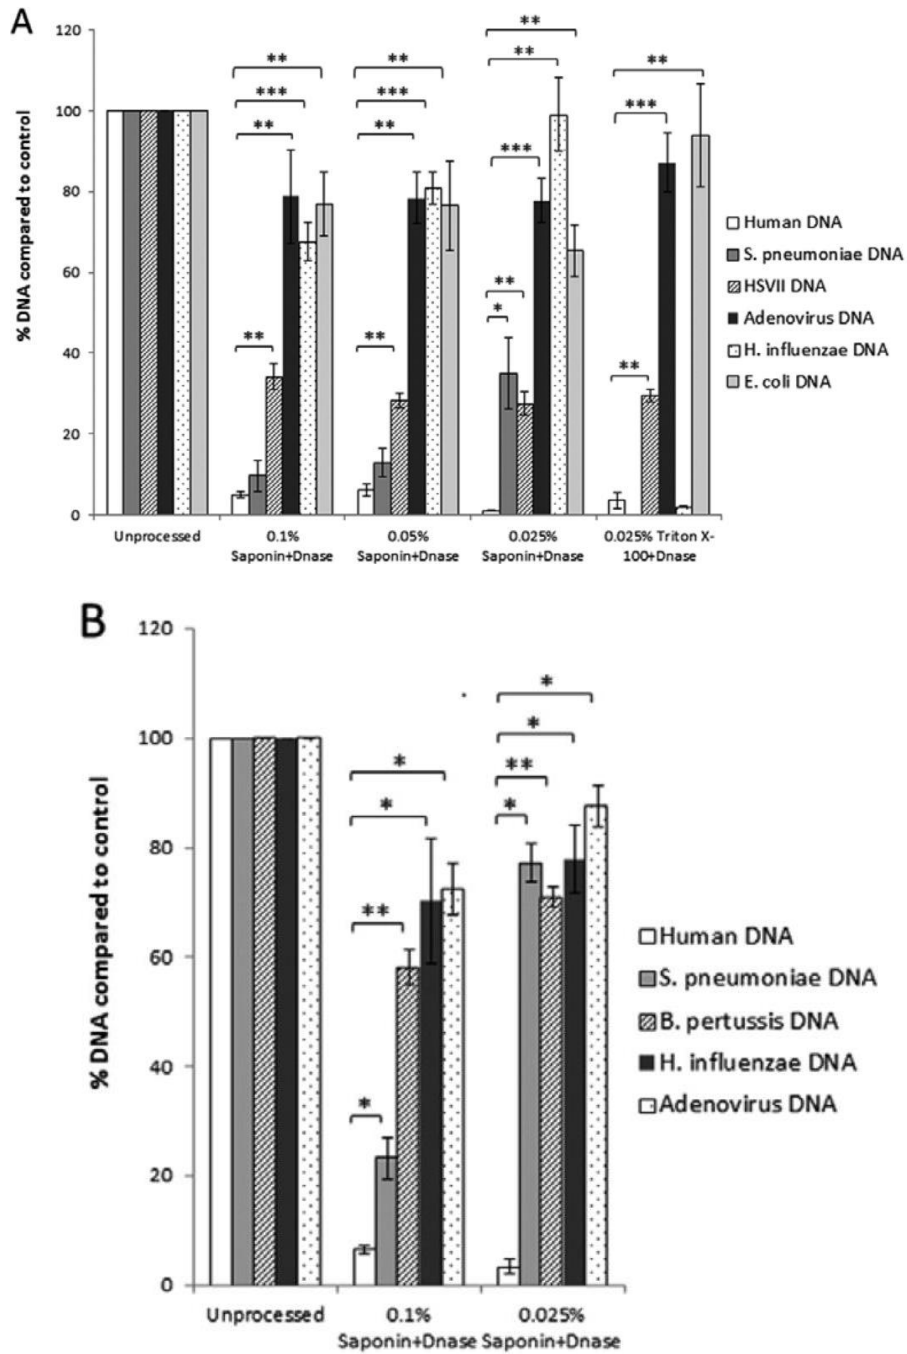 A
120
100
80
60
40
20
0
% DNA compared to control
** *** ** **
** *** ** **
** ** *** ** *
** *** **
Unprocessed
0.1%
Saponin+Dnase
0.05%
Saponin+Dnase
0.025%
Saponin+Dnase
0.025% Triton X-
100+Dnase
Human DNA
S. pneumoniae DNA
HSVII DNA
Adenovirus DNA
H. influenzae DNA
E. coli DNA
B
120
100
80
60
40
20
0
% DNA compared to control
* * ** *
* * ** *
Unprocessed
0.1%
Saponin+Dnase
0.025%
Saponin+Dnase
Human DNA
S. pneumoniae DNA
B. pertussis DNA
H. influenzae DNA
Adenovirus DNA